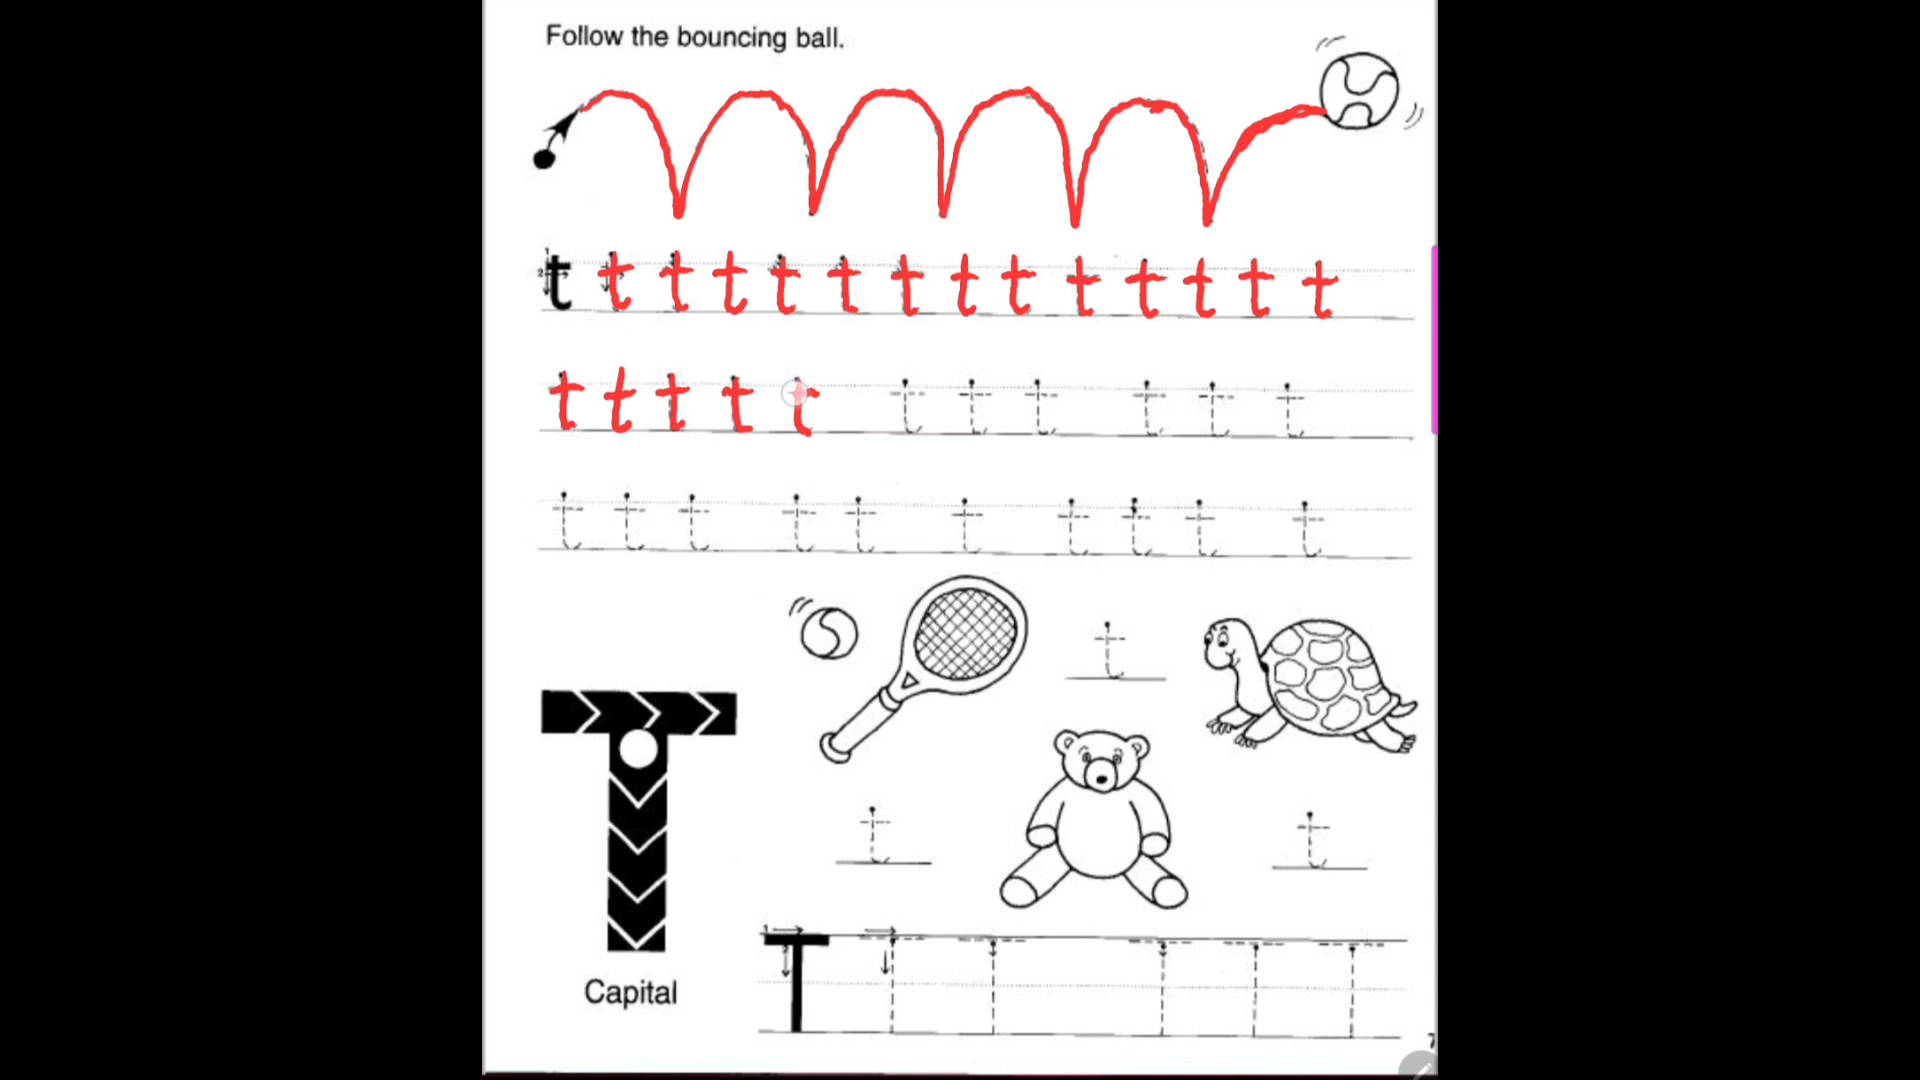 Follow the bouncing ball.
t t t t t t t t t t t t t t
t t t t t t t t t t t
t t t t t t t t t t
t
T
t t
T T T T T T
Capital